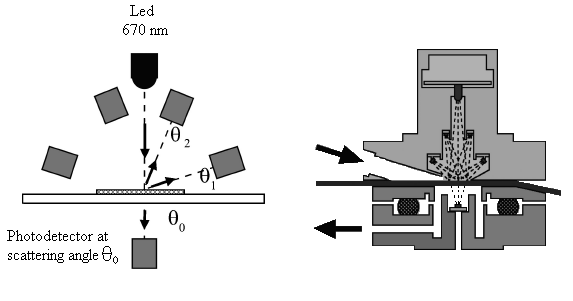 Led
670 nm
θ2
θ1
θ0
Photodetector at
scattering angle θ0